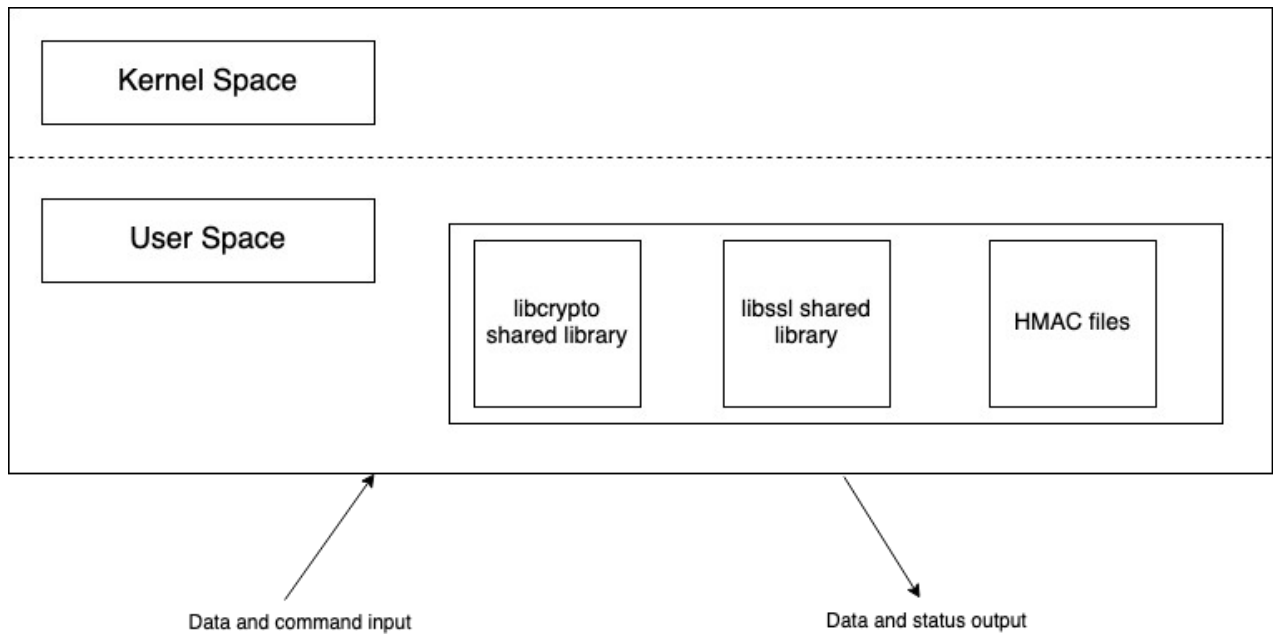 Kernel Space
User Space
libcrypto
shared library
libssl shared
library
HMAC files
Data and command input
Data and status output